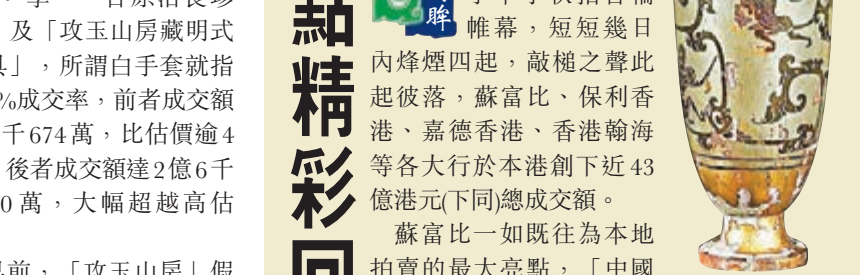 及「攻玉山房藏明式
」,所謂白手套就指
%成交率,前者成交額
千674萬,比估價逾4
後者成交額達2億6千
0萬,大幅超越高估
前,「攻玉山房」假
點精彩回
眸
帷幕,短短幾日
內烽煙四起,敲槌之聲此
起彼落,蘇富比、保利香
港、嘉德香港、香港翰海
等各大行於本港創下近43
億港元(下同)總成交額。
蘇富比一如既往為本地
拍賣的最大亮點,「中國